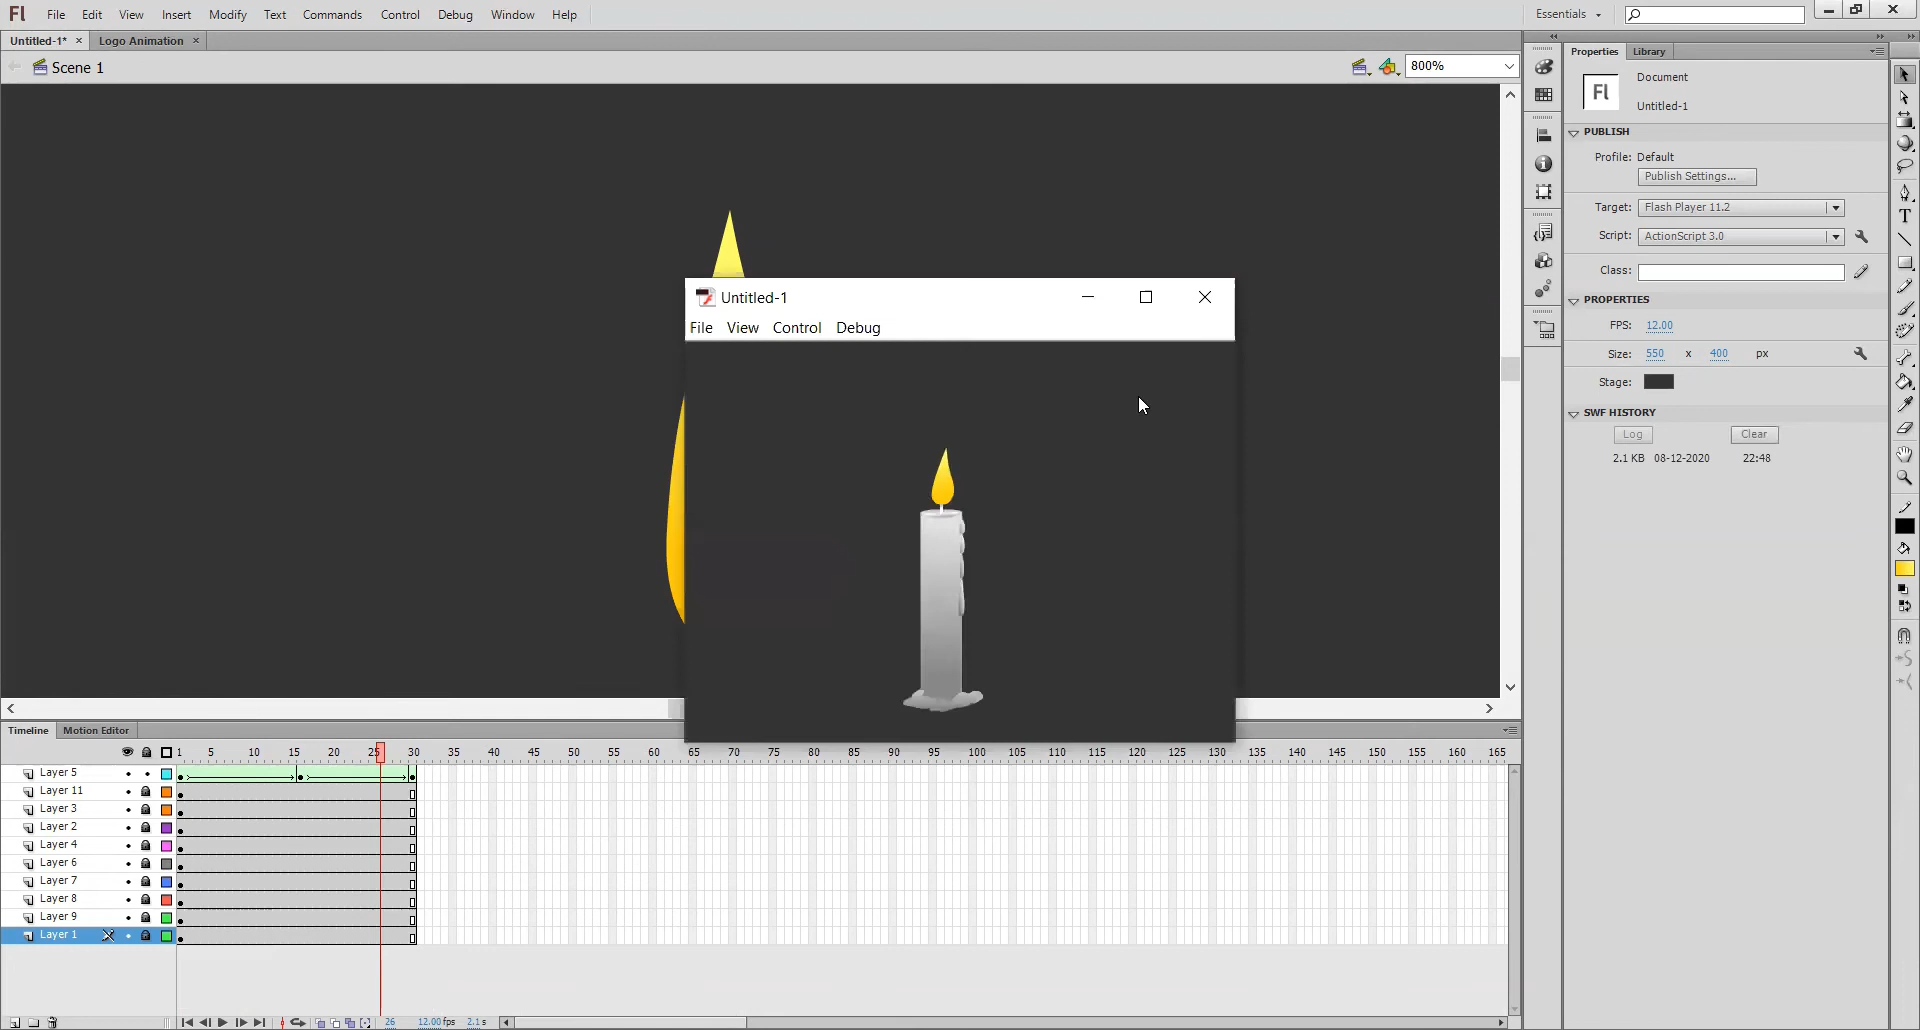 Fl File Edit View Insert Modify Text Commands Control Debug Window Help Essentials
Untitled-1* × Logo Animation ×
Scene 1 800%
Properties Library
Fl Document
Untitled-1
PUBLISH
Profile: Default
Publish Settings...
Target: Flash Player 11.2
Script: ActionScript 3.0
Class:
PROPERTIES
FPS: 12.00
Size: 550 x 400 px
Stage:
SWF HISTORY
Log Clear
2.1 KB 08-12-2020 22:48
Untitled-1
File View Control Debug
Timeline Motion Editor
1 5 10 15 20 25 30 35 40 45 50 55 60 65 70 75 80 85 90 95 100 105 110 115 120 125 130 135 140 145 150 155 160 165
Layer 5
Layer 11
Layer 3
Layer 2
Layer 4
Layer 6
Layer 7
Layer 8
Layer 9
Layer 1
26 12.00 fps 2.1 s